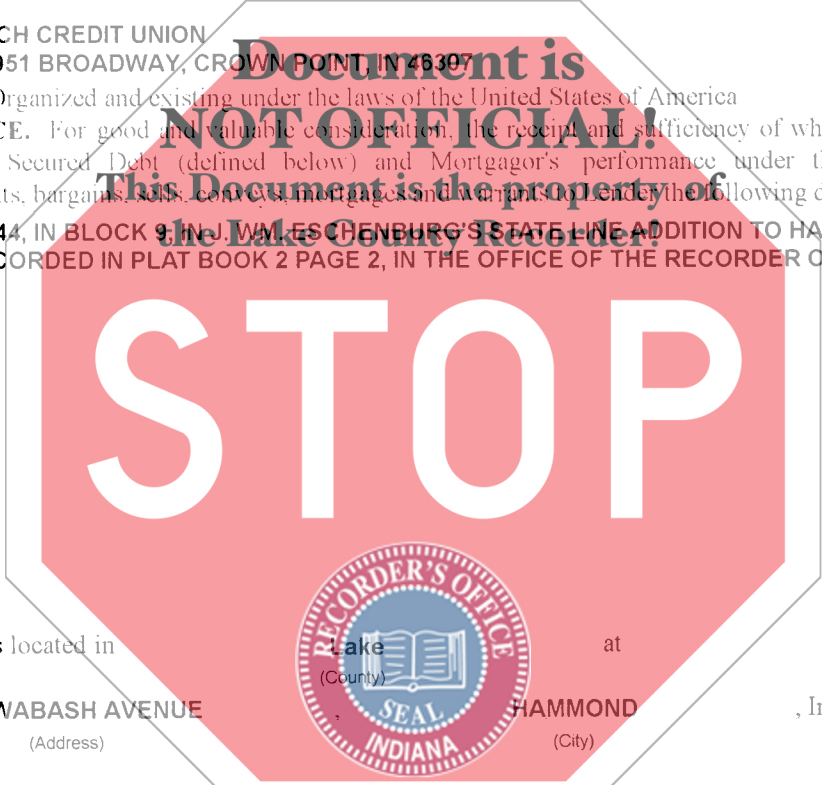 CH CREDIT UNION
Document is
951 BROADWAY, CROWN POINT, IN 46307
Organized and existing under the laws of the United States of America
NOT OFFICIAL!
CE. For good and valuable consideration, the receipt and sufficiency of wh
Secured Debt (defined below) and Mortgagor's performance under th
This Document is the property of
ts, bargains, sells, conveys, mortgages and warrants to Lender the following d
the Lake County Recorder!
44, IN BLOCK 9, IN J. WM. ESCHENBURG'S STATE LINE ADDITION TO HA
CORDED IN PLAT BOOK 2 PAGE 2, IN THE OFFICE OF THE RECORDER O
STOP
RECORDER'S OFFICE
s located in Lake at
(County)
WABASH AVENUE , HAMMOND , In
SEAL
(Address) (City)
INDIANA